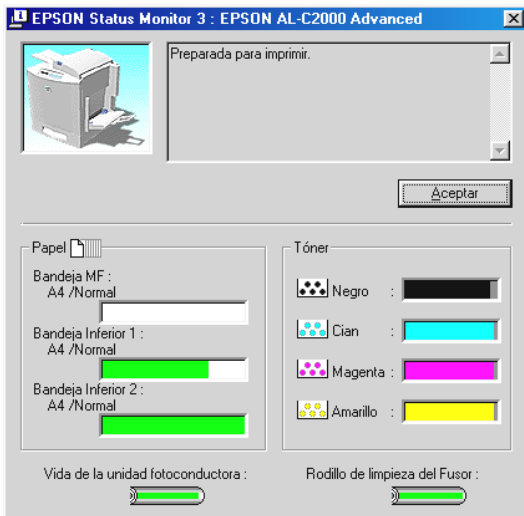 EPSON Status Monitor 3 : EPSON AL-C2000 Advanced
Preparada para imprimir.
Aceptar
Papel
Bandeja MF :
A4 /Normal
Bandeja Inferior 1 :
A4 /Normal
Bandeja Inferior 2 :
A4 /Normal
Tóner
Negro :
Cian :
Magenta :
Amarillo :
Vida de la unidad fotoconductora :
Rodillo de limpieza del Fusor :